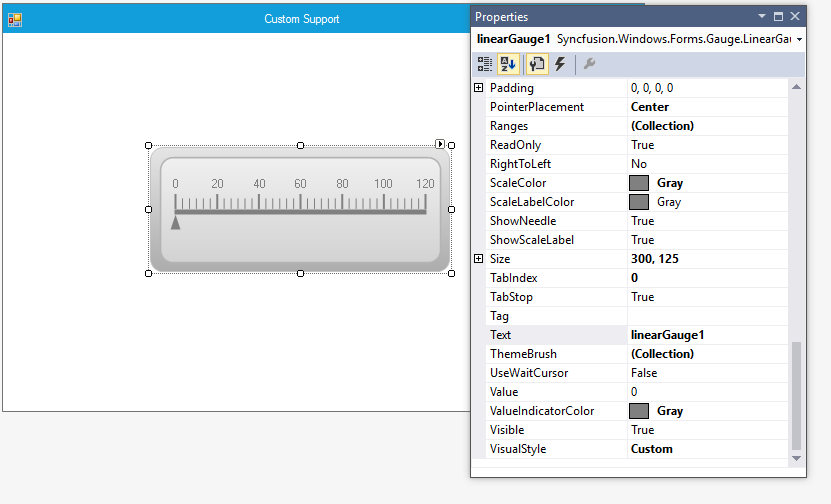 Custom Support
0 20 40 60 80 100 120
Properties
linearGauge1 Syncfusion.Windows.Forms.Gauge.LinearGau
Padding 0, 0, 0, 0
PointerPlacement Center
Ranges (Collection)
ReadOnly True
RightToLeft No
ScaleColor Gray
ScaleLabelColor Gray
ShowNeedle True
ShowScaleLabel True
Size 300, 125
TabIndex 0
TabStop True
Tag
Text linearGauge1
ThemeBrush (Collection)
UseWaitCursor False
Value 0
ValueIndicatorColor Gray
Visible True
VisualStyle Custom